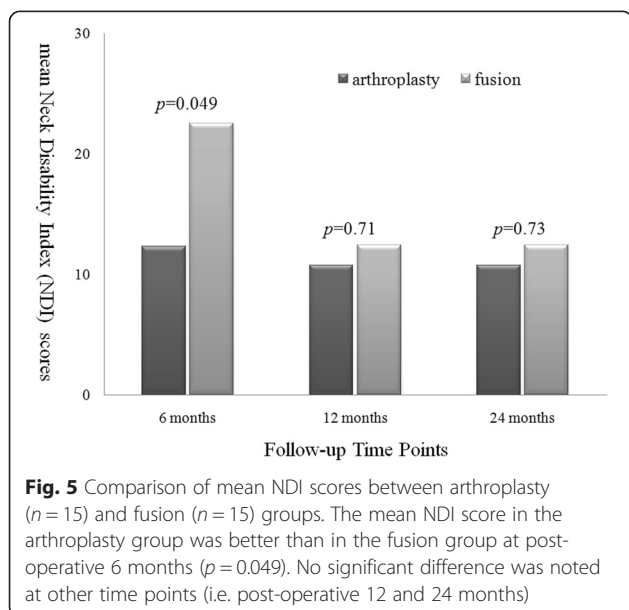 mean Neck Disability Index (NDI) scores
30
20
10
0
arthroplasty
fusion
p=0.049
p=0.71
p=0.73
6 months
12 months
24 months
Follow-up Time Points
Fig. 5 Comparison of mean NDI scores between arthroplasty
(n = 15) and fusion (n = 15) groups. The mean NDI score in the
arthroplasty group was better than in the fusion group at post-
operative 6 months (p = 0.049). No significant difference was noted
at other time points (i.e. post-operative 12 and 24 months)